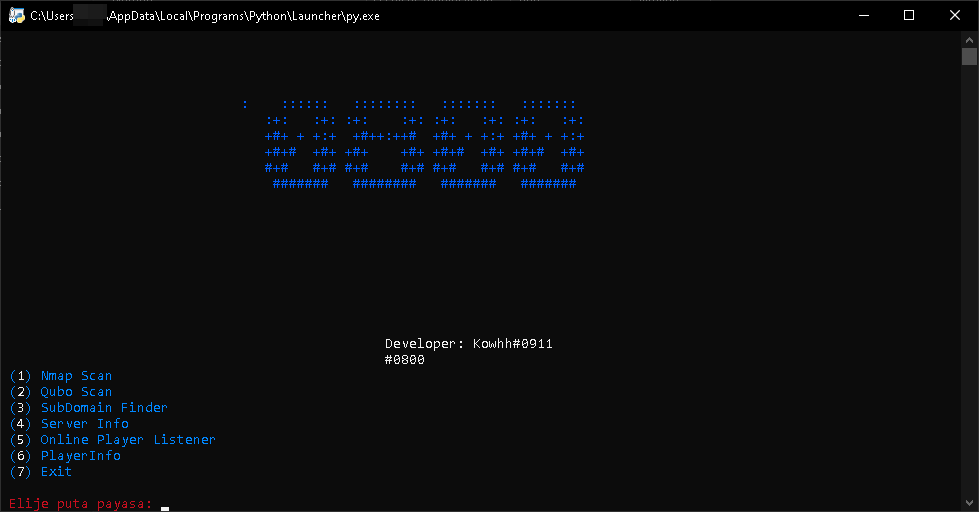 C:\Users\AppData\Local\Programs\Python\Launcher\py.exe
:    ::::::   ::::::::   :::::::   :::::::
:+:   :+: :+:    :+: :+:   :+: :+:   :+:
+#+ + +:+  +#++:++#  +#+ + +:+ +#+ + +:+
+#+#  +#+ +#+    +#+ +#+#  +#+ +#+#  +#+
#+#   #+# #+#    #+# #+#   #+# #+#   #+#
#######   ########   #######   #######
Developer: Kowhh#0911
#0800
(1) Nmap Scan
(2) Qubo Scan
(3) SubDomain Finder
(4) Server Info
(5) Online Player Listener
(6) PlayerInfo
(7) Exit
Elije puta payasa: